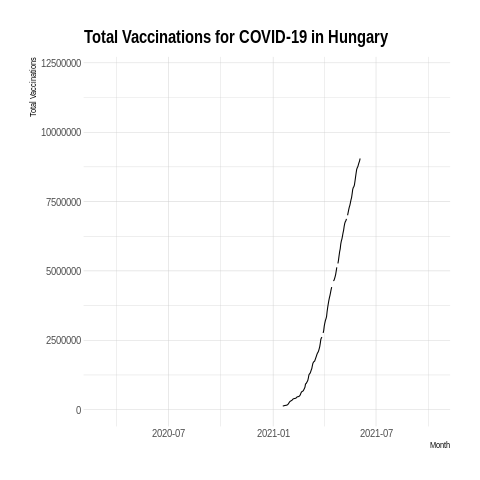 Total Vaccinations for COVID-19 in Hungary
Total Vaccinations
12500000
10000000
7500000
5000000
2500000
0
2020-07 2021-01 2021-07
Month